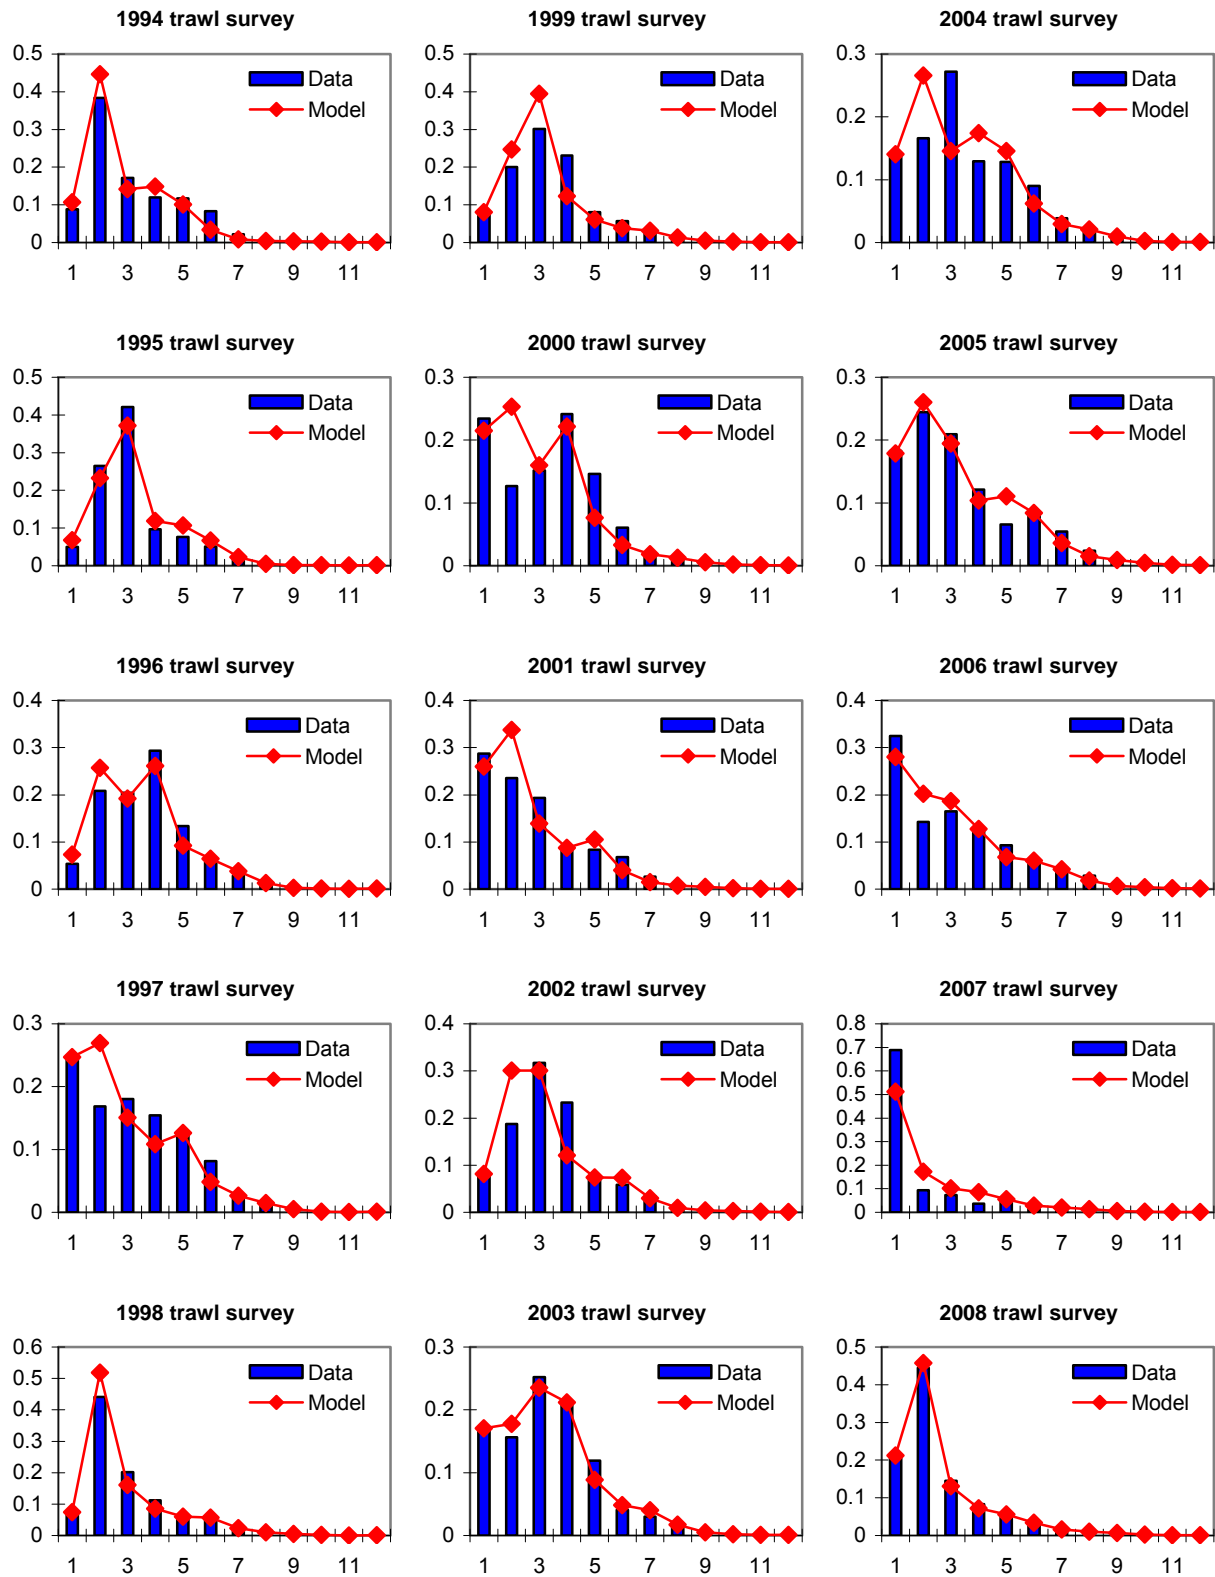 1994 trawl survey
0.5
0.4
0.3
0.2
0.1
0
Data
Model
1 3 5 7 9 11
1999 trawl survey
0.5
0.4
0.3
0.2
0.1
0
Data
Model
1 3 5 7 9 11
2004 trawl survey
0.3
0.2
0.1
0
Data
Model
1 3 5 7 9 11
1995 trawl survey
0.5
0.4
0.3
0.2
0.1
0
Data
Model
1 3 5 7 9 11
2000 trawl survey
0.3
0.2
0.1
0
Data
Model
1 3 5 7 9 11
2005 trawl survey
0.3
0.2
0.1
0
Data
Model
1 3 5 7 9 11
1996 trawl survey
0.4
0.3
0.2
0.1
0
Data
Model
1 3 5 7 9 11
2001 trawl survey
0.4
0.3
0.2
0.1
0
Data
Model
1 3 5 7 9 11
2006 trawl survey
0.4
0.3
0.2
0.1
0
Data
Model
1 3 5 7 9 11
1997 trawl survey
0.3
0.2
0.1
0
Data
Model
1 3 5 7 9 11
2002 trawl survey
0.4
0.3
0.2
0.1
0
Data
Model
1 3 5 7 9 11
2007 trawl survey
0.8
0.7
0.6
0.5
0.4
0.3
0.2
0.1
0
Data
Model
1 3 5 7 9 11
1998 trawl survey
0.6
0.5
0.4
0.3
0.2
0.1
0
Data
Model
1 3 5 7 9 11
2003 trawl survey
0.3
0.2
0.1
0
Data
Model
1 3 5 7 9 11
2008 trawl survey
0.5
0.4
0.3
0.2
0.1
0
Data
Model
1 3 5 7 9 11